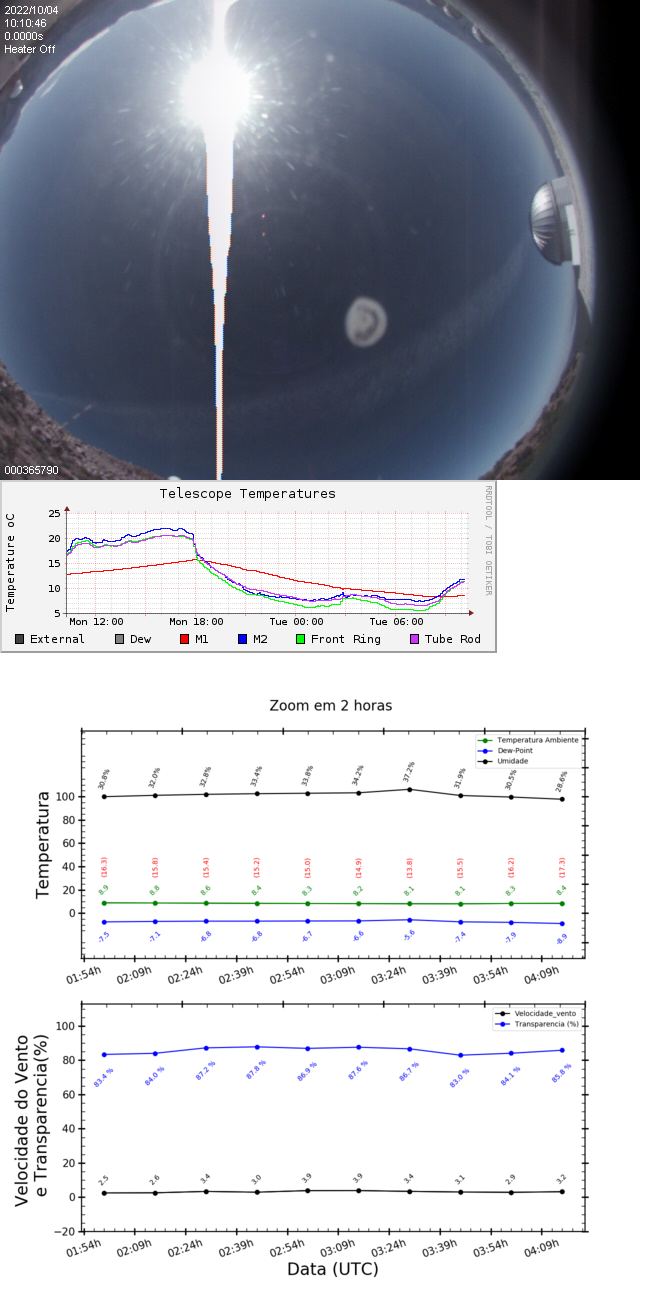 2022/10/04
10:10:46
0.0000s
Heater Off
000365790
Telescope Temperatures
RRDTOOL / TOBI OETIKER
Temperature oC
25
20
15
10
5
Mon 12:00 Mon 18:00 Tue 00:00 Tue 06:00
External Dew M1 M2 Front Ring Tube Rod
Zoom em 2 horas
Temperatura
Temperatura Ambiente
Dew-Point
Umidade
30.8% 32.0% 32.8% 33.4% 33.8% 34.2% 37.2% 31.9% 30.5% 28.6%
100
80
60
40
20
0
(16.3) (15.8) (15.4) (15.2) (15.0) (14.9) (13.8) (15.5) (16.2) (17.3)
8.9 8.8 8.6 8.4 8.3 8.2 8.1 8.1 8.3 8.4
-7.5 -7.1 -6.8 -6.8 -6.7 -6.6 -5.6 -7.4 -7.9 -8.9
01:54h 02:09h 02:24h 02:39h 02:54h 03:09h 03:24h 03:39h 03:54h 04:09h
Velocidade do Vento
e Transparencia(%)
Velocidade_vento
Transparencia (%)
100
80
60
40
20
0
−20
83.4 % 84.0 % 87.2 % 87.8 % 86.9 % 87.6 % 86.7 % 83.0 % 84.1 % 85.8 %
2.5 2.6 3.4 3.0 3.9 3.9 3.4 3.1 2.9 3.2
01:54h 02:09h 02:24h 02:39h 02:54h 03:09h 03:24h 03:39h 03:54h 04:09h
Data (UTC)